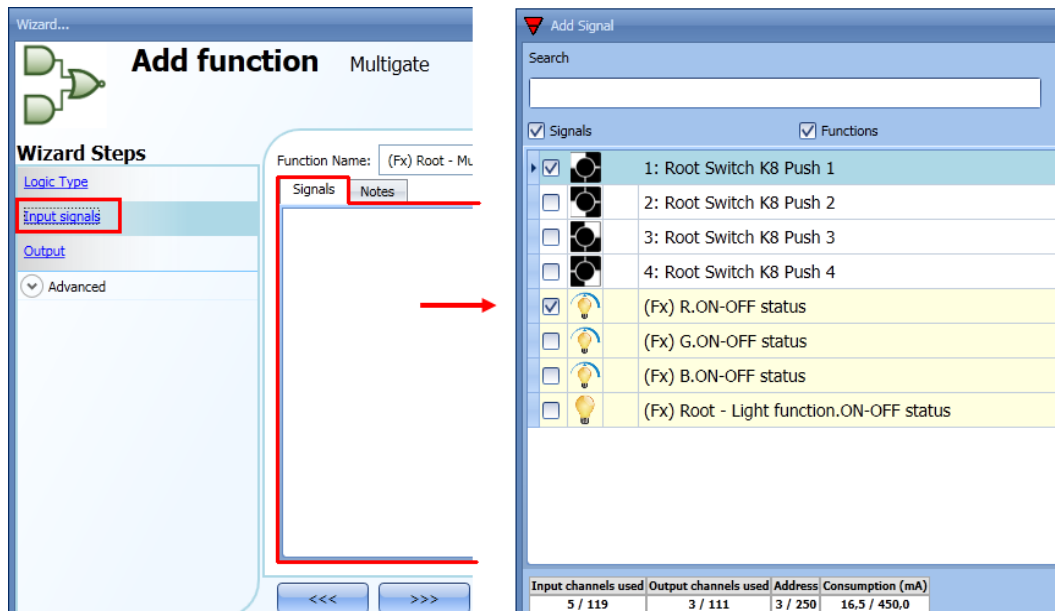 Wizard...
Add function Multigate
Wizard Steps
Logic Type
Input signals
Output
Advanced
Function Name: (Fx) Root - Mu
Signals Notes
<<< >>>
Add Signal
Search
Signals Functions
1: Root Switch K8 Push 1
2: Root Switch K8 Push 2
3: Root Switch K8 Push 3
4: Root Switch K8 Push 4
(Fx) R.ON-OFF status
(Fx) G.ON-OFF status
(Fx) B.ON-OFF status
(Fx) Root - Light function.ON-OFF status
Input channels used Output channels used Address Consumption (mA)
5 / 119 3 / 111 3 / 250 16,5 / 450,0